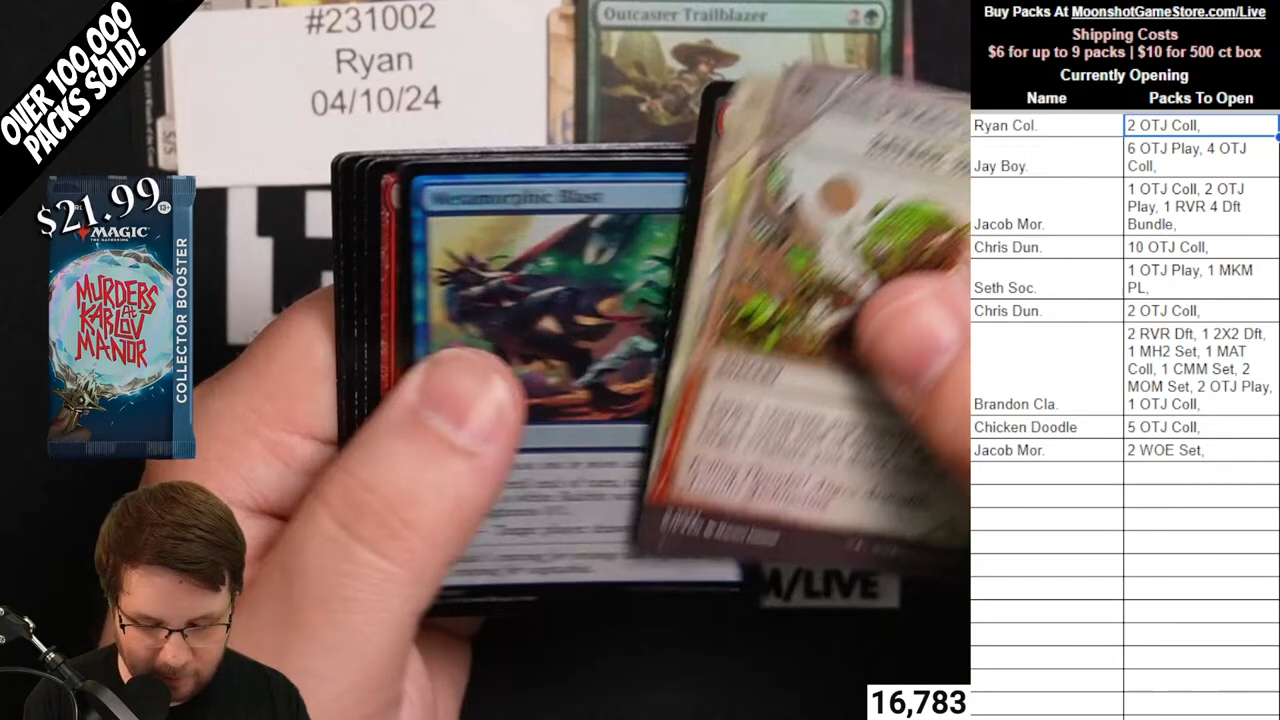 OVER 100,000
PACKS SOLD!
$21.99
MAGIC
THE GATHERING
MURDERS
AT
KARLOV
MANOR
COLLECTOR BOOSTER
#231002
Ryan
04/10/24
Outcaster Trailblazer
Metamorphic Blast
M/LIVE
16,783
Buy Packs At MoonshotGameStore.com/Live
Shipping Costs
$6 for up to 9 packs | $10 for 500 ct box
Currently Opening
Name Packs To Open
Ryan Col. 2 OTJ Coll,
Jay Boy. 6 OTJ Play, 4 OTJ
Coll,
Jacob Mor. 1 OTJ Coll, 2 OTJ
Play, 1 RVR 4 Dft
Bundle,
Chris Dun. 10 OTJ Coll,
Seth Soc. 1 OTJ Play, 1 MKM
PL,
Chris Dun. 2 OTJ Coll,
Brandon Cla. 2 RVR Dft, 1 2X2 Dft,
1 MH2 Set, 1 MAT
Coll, 1 CMM Set, 2
MOM Set, 2 OTJ Play,
1 OTJ Coll,
Chicken Doodle 5 OTJ Coll,
Jacob Mor. 2 WOE Set,